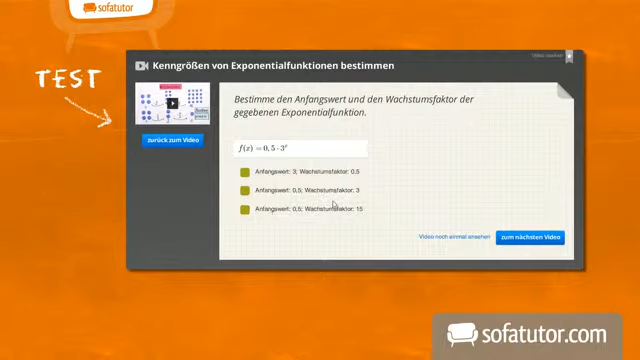 sofatutor
TEST
Video ansehen
Kenngrößen von Exponentialfunktionen bestimmen
zurück zum Video
Bestimme den Anfangswert und den Wachstumsfaktor der
gegebenen Exponentialfunktion.
f(x) = 0,5 · 3ˣ
Anfangswert: 3; Wachstumsfaktor: 0,5
Anfangswert: 0,5; Wachstumsfaktor: 3
Anfangswert: 0,5; Wachstumsfaktor: 15
Video noch einmal ansehen
zum nächsten Video
sofatutor.com